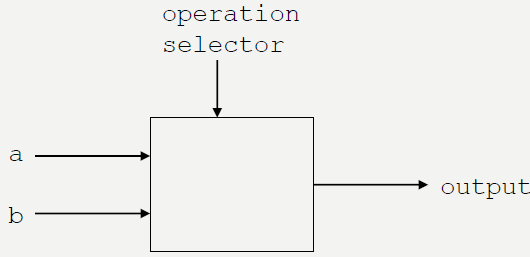 operation
selector
a
b
output